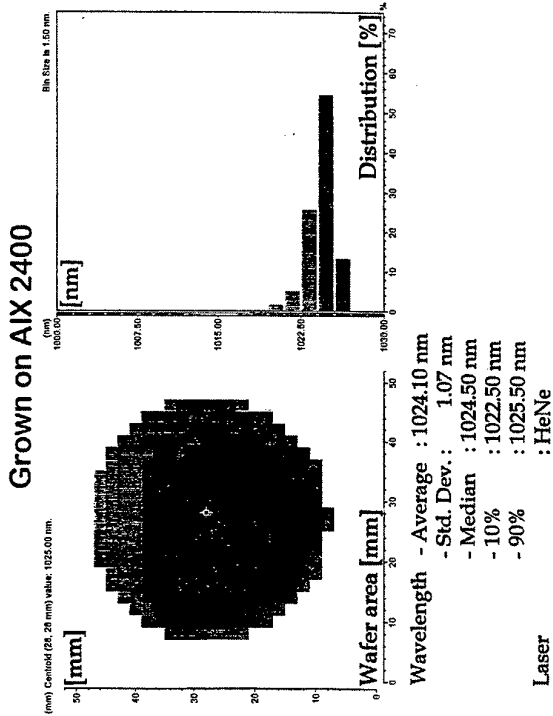 Grown on AIX 2400
(mm) Centroid (28, 28 mm) value: 1025.00 nm.
[mm]
50
40
30
20
10
0
0
10
20
30
40
50
Wafer area [mm]
(nm)
Bin Size is 1.50 nm.
[nm]
1000.00
1007.50
1015.00
1022.50
1030.00
0
10
20
30
40
50
60
70
%
Distribution [%]
Wavelength - Average : 1024.10 nm
- Std. Dev. : 1.07 nm
- Median : 1024.50 nm
- 10% : 1022.50 nm
- 90% : 1025.50 nm
Laser : HeNe